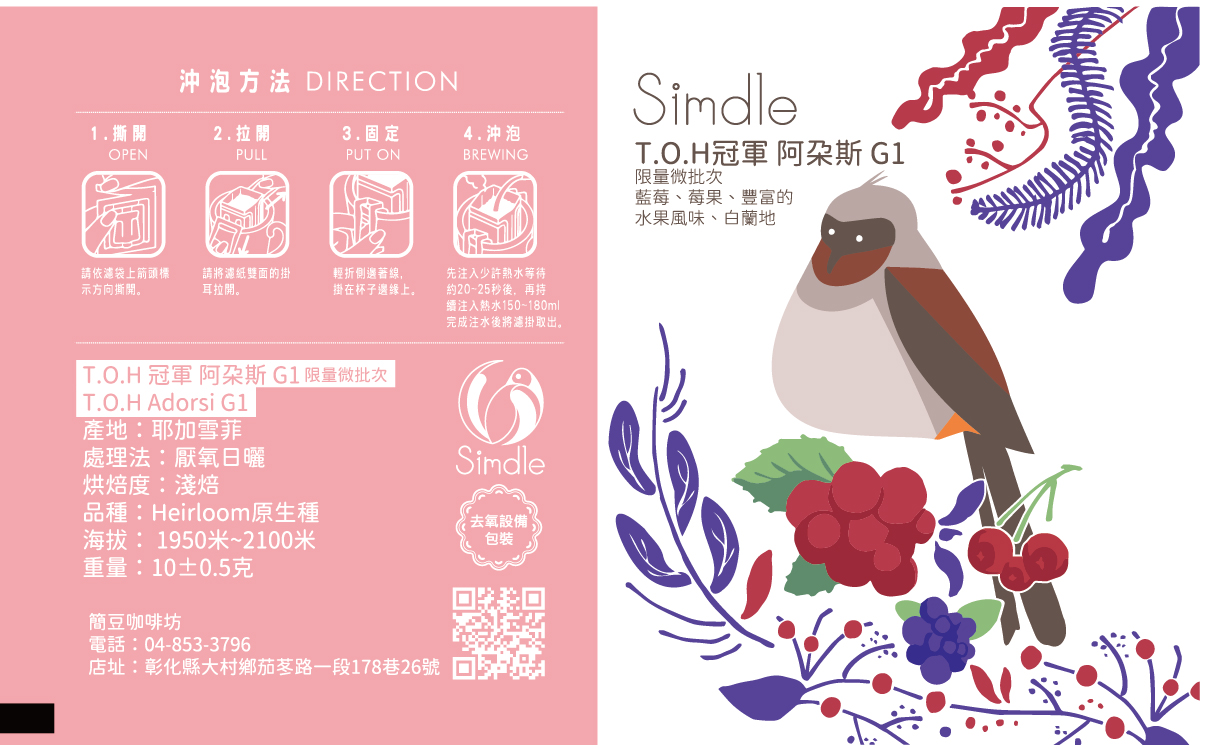 沖泡方法 DIRECTION
1.撕開
OPEN
請依濾袋上箭頭標
示方向撕開。
2.拉開
PULL
請將濾紙雙面的掛
耳拉開。
3.固定
PUT ON
輕折側邊著線,
掛在杯子邊緣上。
4.沖泡
BREWING
先注入少許熱水等待
約20~25秒後，再持
續注入熱水150~180ml
完成注水後將濾掛取出。
T.O.H 冠軍 阿朵斯 G1 限量微批次
T.O.H Adorsi G1
產地：耶加雪菲
處理法：厭氧日曬
烘焙度：淺焙
品種：Heirloom原生種
海拔： 1950米~2100米
重量：10±0.5克
Simdle
去氧設備
包裝
簡豆咖啡坊
電話：04-853-3796
店址：彰化縣大村鄉茄苳路一段178巷26號
Simdle
T.O.H冠軍 阿朵斯 G1
限量微批次
藍莓、莓果、豐富的
水果風味、白蘭地